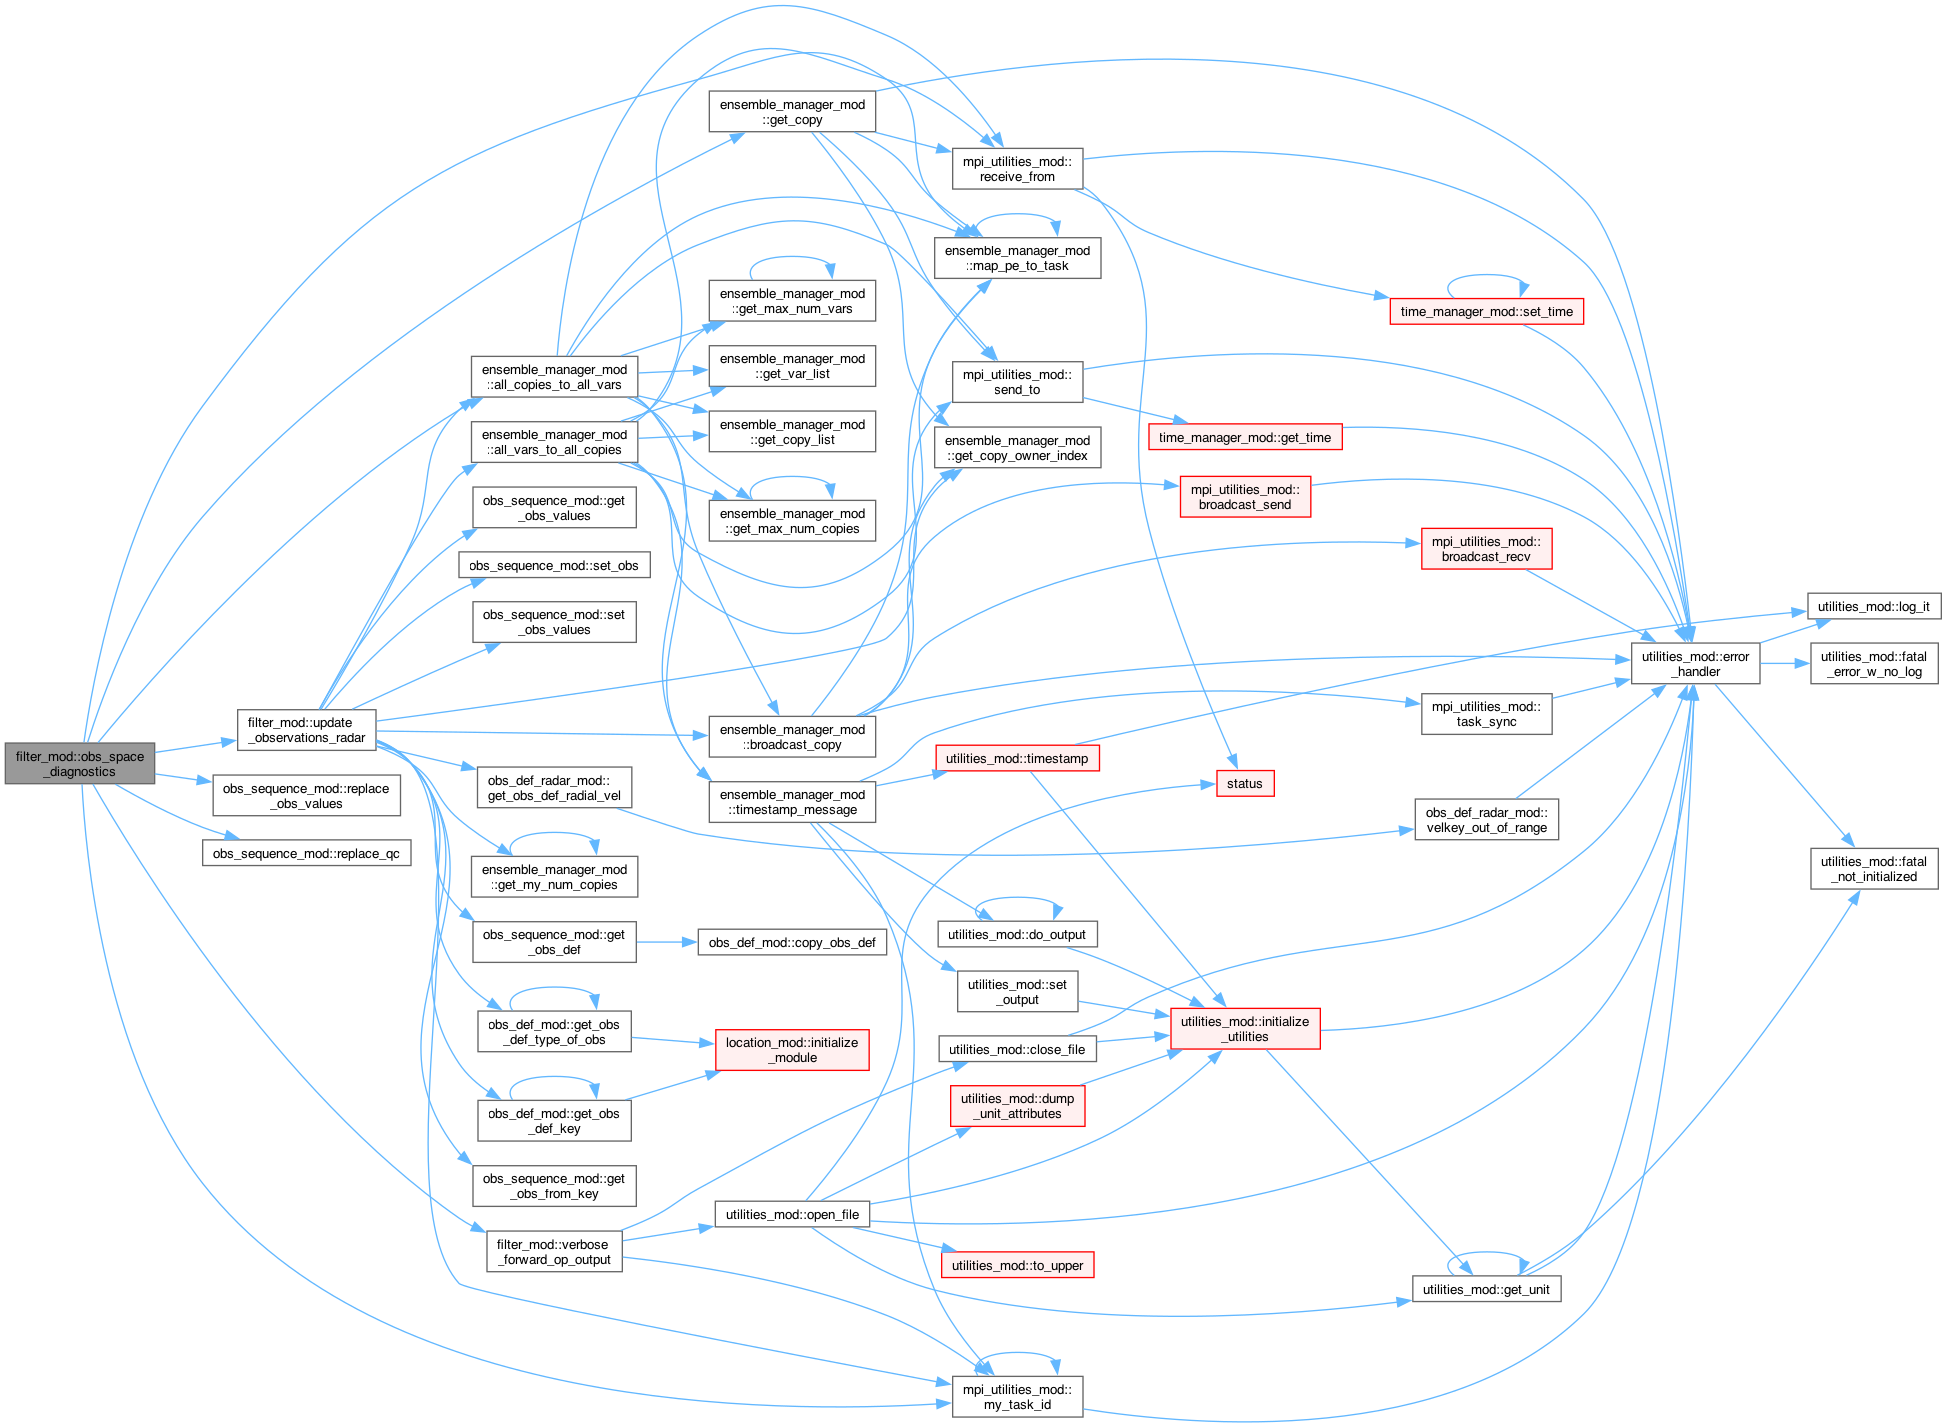 filter_mod::obs_space
_diagnostics
filter_mod::update
_observations_radar
obs_sequence_mod::replace
_obs_values
obs_sequence_mod::replace_qc
ensemble_manager_mod
::all_copies_to_all_vars
ensemble_manager_mod
::all_vars_to_all_copies
obs_sequence_mod::get
_obs_values
obs_sequence_mod::set_obs
obs_sequence_mod::set
_obs_values
obs_def_radar_mod::
get_obs_def_radial_vel
ensemble_manager_mod
::get_my_num_copies
obs_sequence_mod::get
_obs_def
obs_def_mod::get_obs
_def_type_of_obs
obs_def_mod::get_obs
_def_key
obs_sequence_mod::get
_obs_from_key
filter_mod::verbose
_forward_op_output
ensemble_manager_mod
::get_copy
ensemble_manager_mod
::get_max_num_vars
ensemble_manager_mod
::get_var_list
ensemble_manager_mod
::get_copy_list
ensemble_manager_mod
::get_max_num_copies
ensemble_manager_mod
::broadcast_copy
ensemble_manager_mod
::timestamp_message
obs_def_mod::copy_obs_def
location_mod::initialize
_module
utilities_mod::open_file
mpi_utilities_mod::
receive_from
ensemble_manager_mod
::map_pe_to_task
mpi_utilities_mod::
send_to
ensemble_manager_mod
::get_copy_owner_index
utilities_mod::timestamp
utilities_mod::do_output
utilities_mod::set
_output
utilities_mod::close_file
utilities_mod::dump
_unit_attributes
utilities_mod::to_upper
mpi_utilities_mod::
my_task_id
time_manager_mod::get_time
mpi_utilities_mod::
broadcast_send
status
utilities_mod::initialize
_utilities
time_manager_mod::set_time
mpi_utilities_mod::
broadcast_recv
mpi_utilities_mod::
task_sync
obs_def_radar_mod::
velkey_out_of_range
utilities_mod::get_unit
utilities_mod::error
_handler
utilities_mod::log_it
utilities_mod::fatal
_error_w_no_log
utilities_mod::fatal
_not_initialized